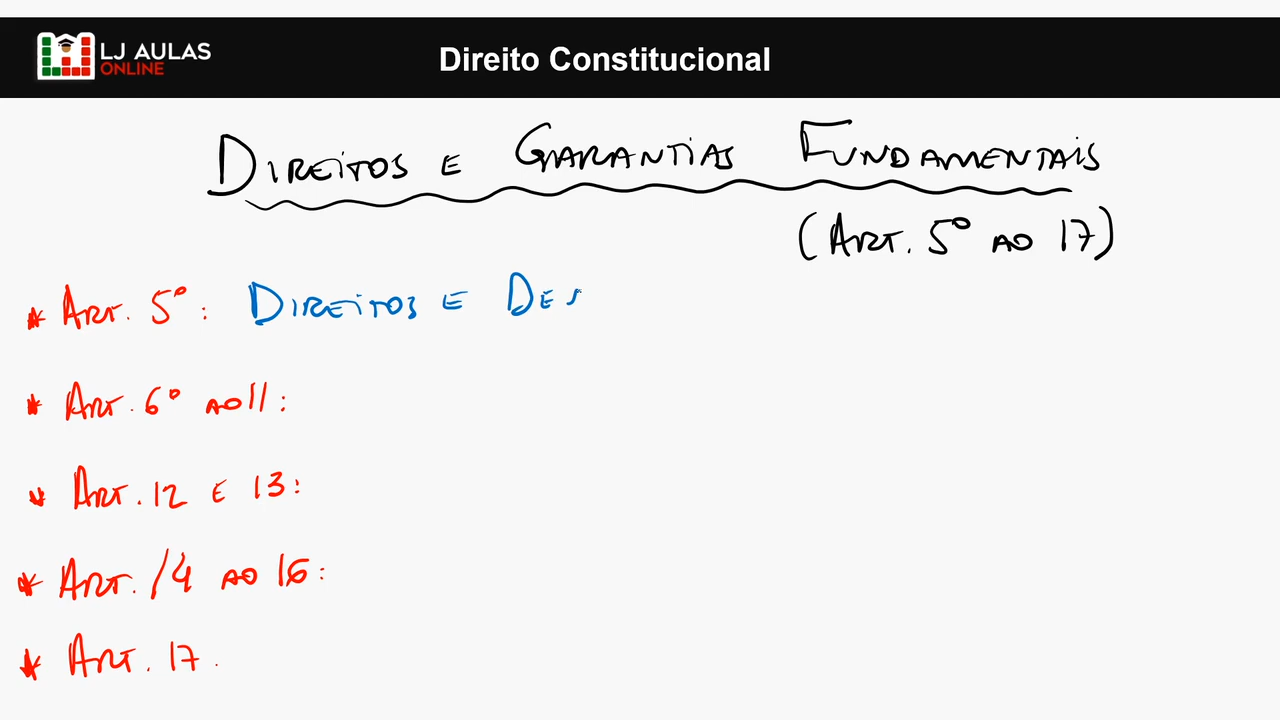 LJ AULAS
ONLINE
Direito Constitucional
DIREITOS E GARANTIAS FUNDAMENTAIS
(ART. 5º AO 17)
* ART. 5º: DIREITOS E DES
* ART. 6º AO 11:
* ART. 12 E 13:
* ART. 14 AO 16:
* ART. 17.